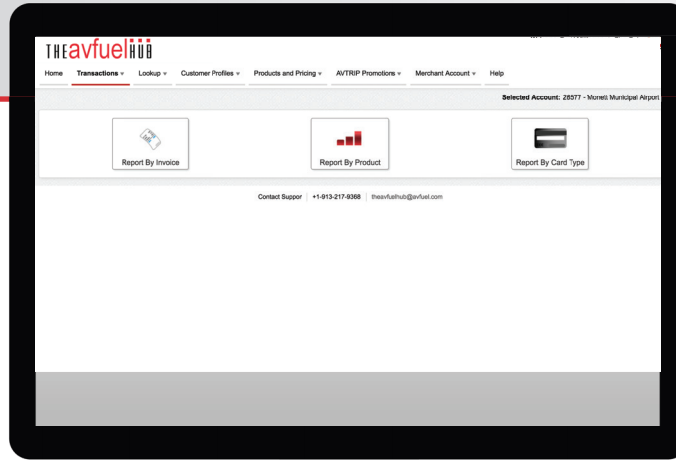 THEavfuelHUB
Home Transactions Lookup Customer Profiles Products and Pricing AVTRIP Promotions Merchant Account Help
Selected Account: 28577 - Monett Municipal Airport
Report By Invoice Report By Product Report By Card Type
Contact Suppor +1-913-217-9368 theavfuelhub@avfuel.com